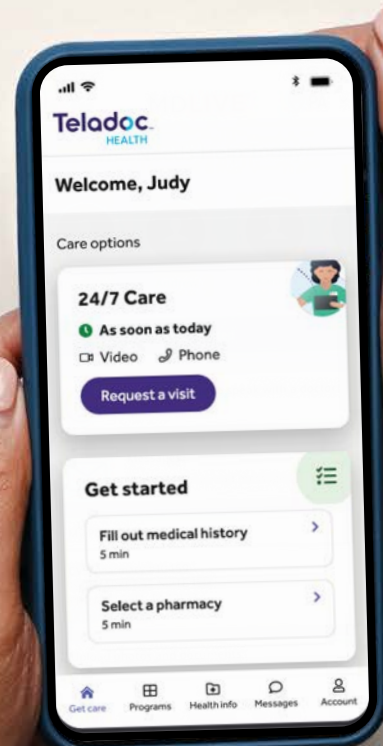 Teladoc
HEALTH
Welcome, Judy
Care options
24/7 Care
As soon as today
Video Phone
Request a visit
Get started
Fill out medical history
5 min
Select a pharmacy
5 min
Get care Programs Health info Messages Account